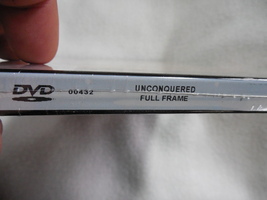 DVD 00432 UNCONQUERED
FULL FRAME